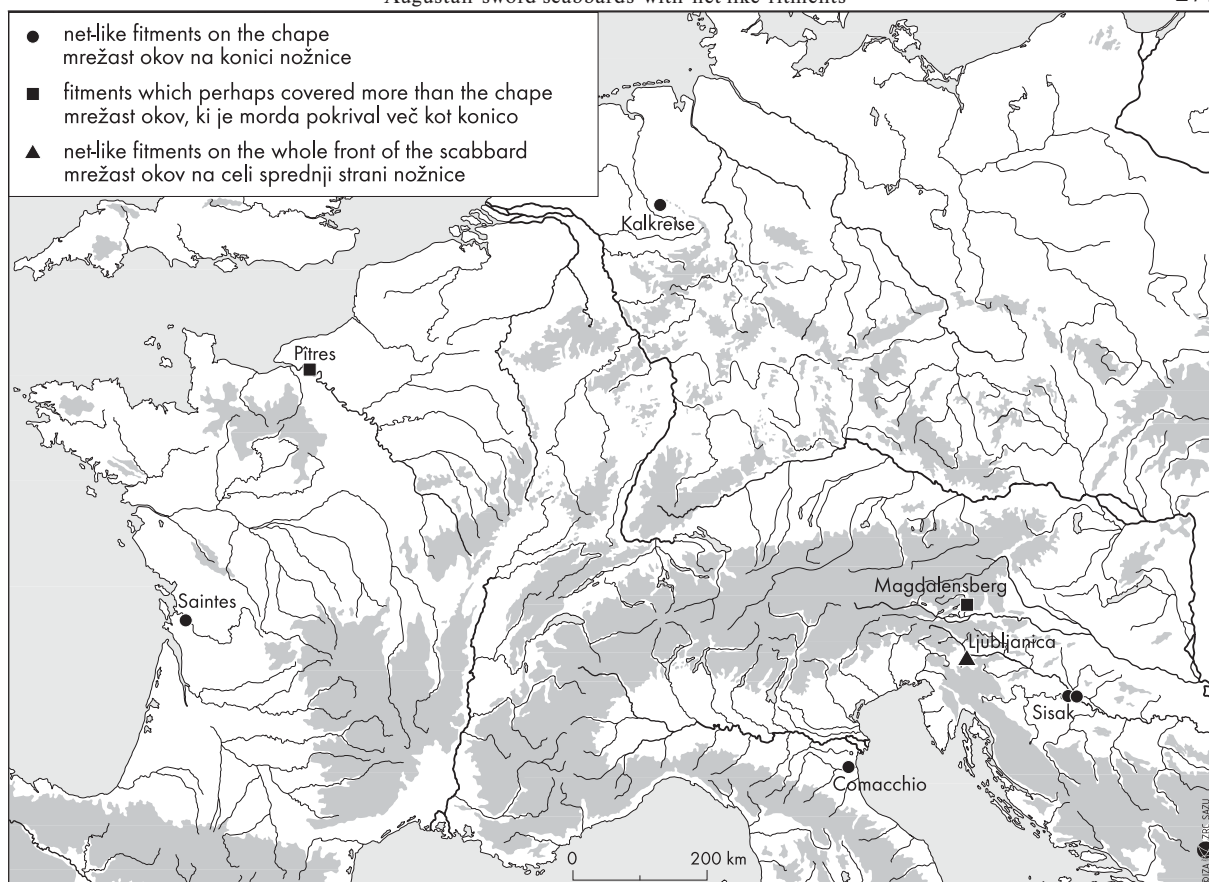 Augustan sword scabbards with net-like fitments
net-like fitments on the chape
mrežast okov na konici nožnice
fitments which perhaps covered more than the chape
mrežast okov, ki je morda pokrival več kot konico
net-like fitments on the whole front of the scabbard
mrežast okov na celi sprednji strani nožnice
Kalkreise
Pîtres
Saintes
Magdalensberg
Ljubljanica
Sisak
Comacchio
0 200 km
ZRC SAZU